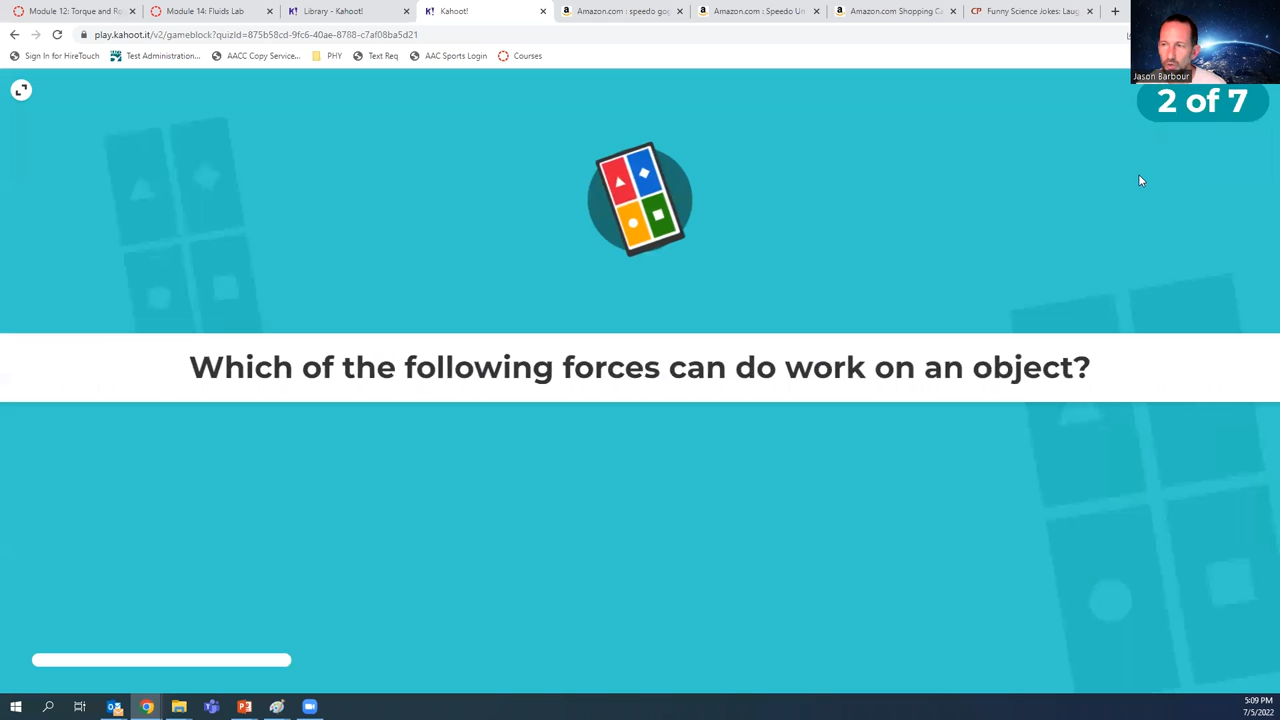 Module 12: Torque and Ro
Module 14: Fluids Lab
Library - Kahoot!
Kahoot!
Amazon.com : speedo gog
Amazon.com : Speedo Un
Amazon.com Shopping Ca
CP Funny Science Jokes: Laug
play.kahoot.it/v2/gameblock?quizId=875b58cd-9fc6-40ae-8788-c7af08ba5d21
Sign In for HireTouch
Test Administration...
AACC Copy Service...
PHY
Text Req
AAC Sports Login
Courses
Jason Barbour
2 of 7
Which of the following forces can do work on an object?
5:09 PM
7/5/2022